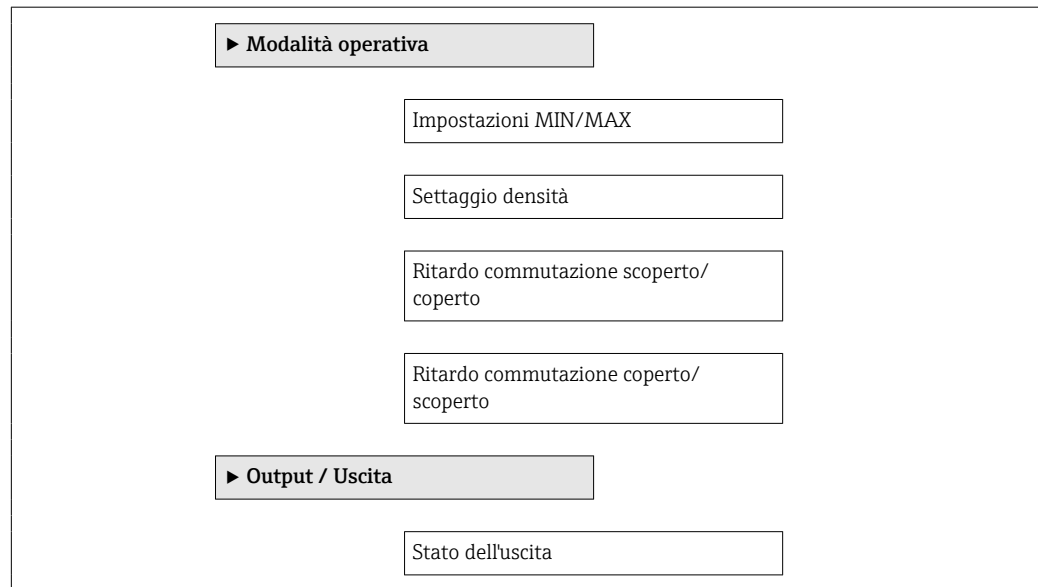 ► Modalità operativa
Impostazioni MIN/MAX
Settaggio densità
Ritardo commutazione scoperto/
coperto
Ritardo commutazione coperto/
scoperto
► Output / Uscita
Stato dell'uscita